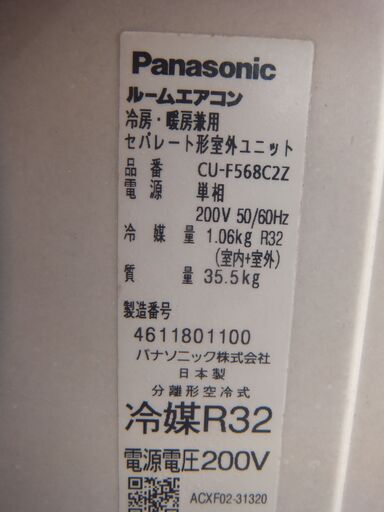 Panasonic
ルームエアコン
冷房・暖房兼用
セパレート形室外ユニット
品番 CU-F568C2Z
電源 単相
200V 50/60Hz
冷媒量 1.06kg R32
(室内+室外)
質量 35.5kg
製造番号
4611801100
パナソニック株式会社
日本製
分離形空冷式
冷媒R32
電源電圧200V
ACXF02-31320